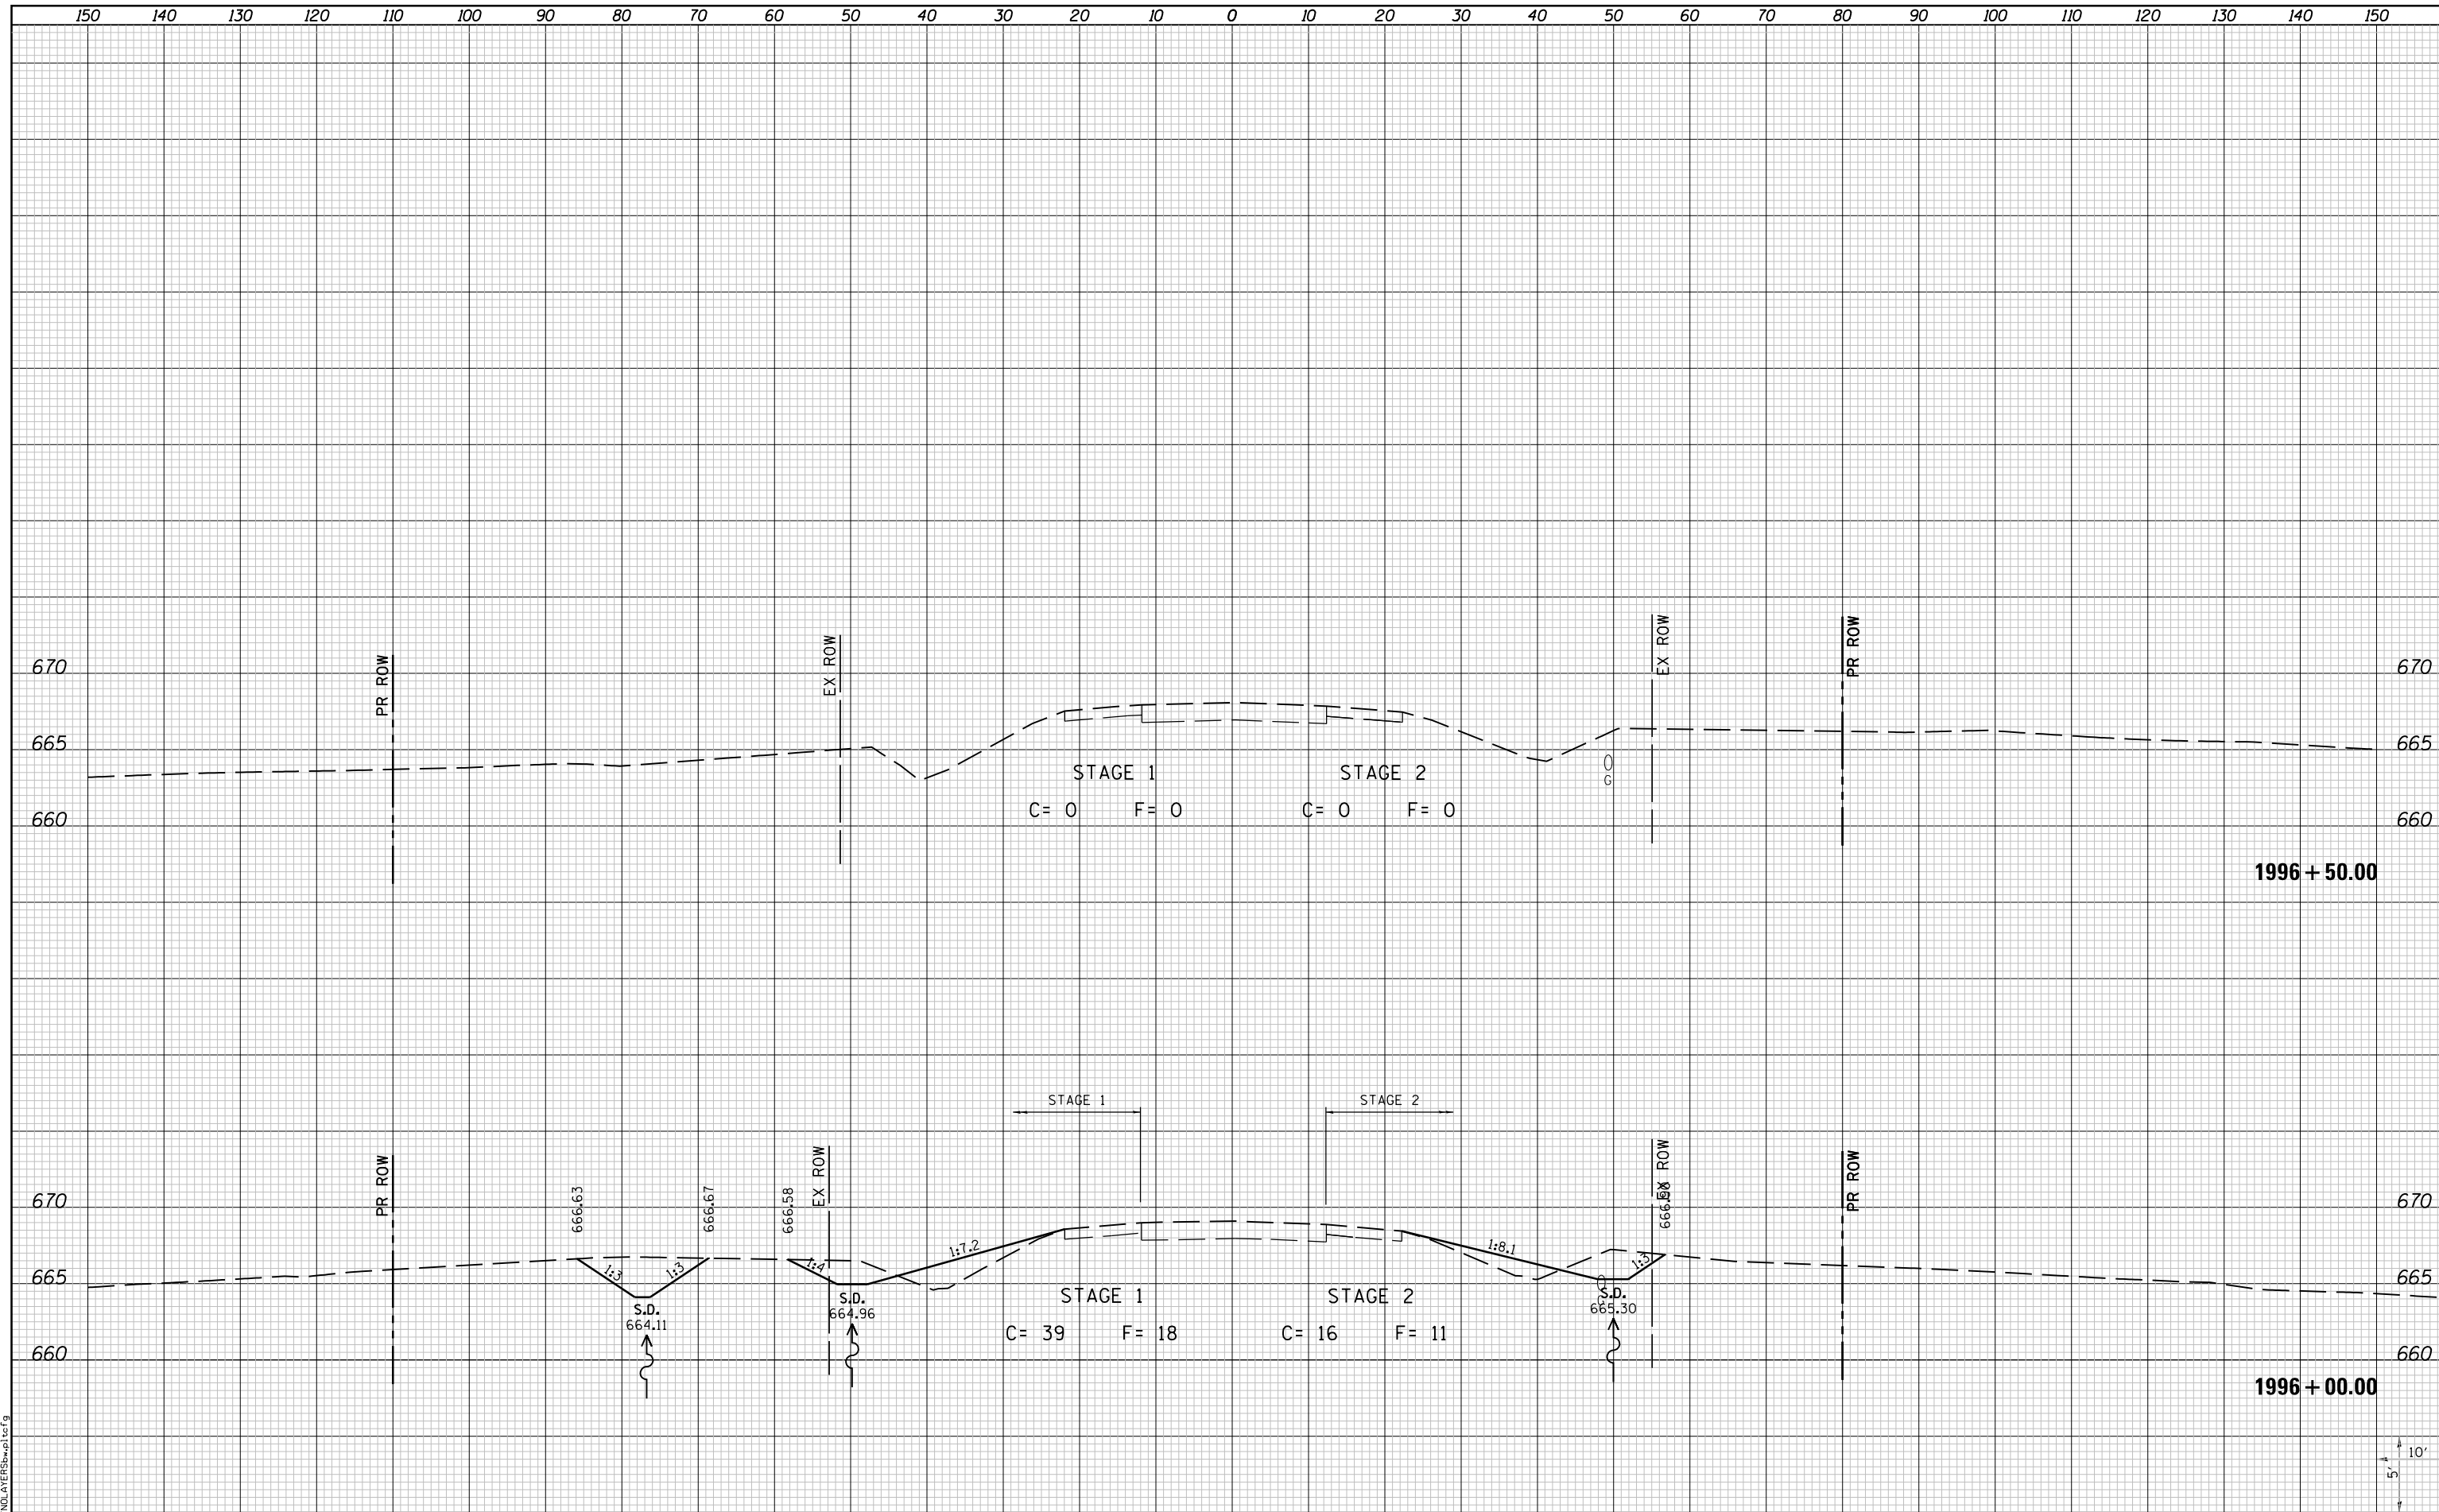 150 140 130 120 110 100 90 80 70 60 50 40 30 20 10 0 10 20 30 40 50 60 70 80 90 100 110 120 130 140 150
PR ROW
EX ROW
EX ROW
PR ROW
670 670
665 665
STAGE 1 STAGE 2
G
C= 0 F= 0 C= 0 F= 0
660 660
1996+50.00
STAGE 1 STAGE 2
PR ROW
666.63
666.67
666.58
EX ROW
EX ROW
PR ROW
670 670
1:7.2 1:8.1
1:3 1:3 1:4 1:3
665 665
S.D. S.D. STAGE 1 STAGE 2 S.D.
664.11 664.96 665.30
C= 39 F= 18 C= 16 F= 11
660 660
1996+00.00
10'
5'
NOLAYERSbw.pltcfg